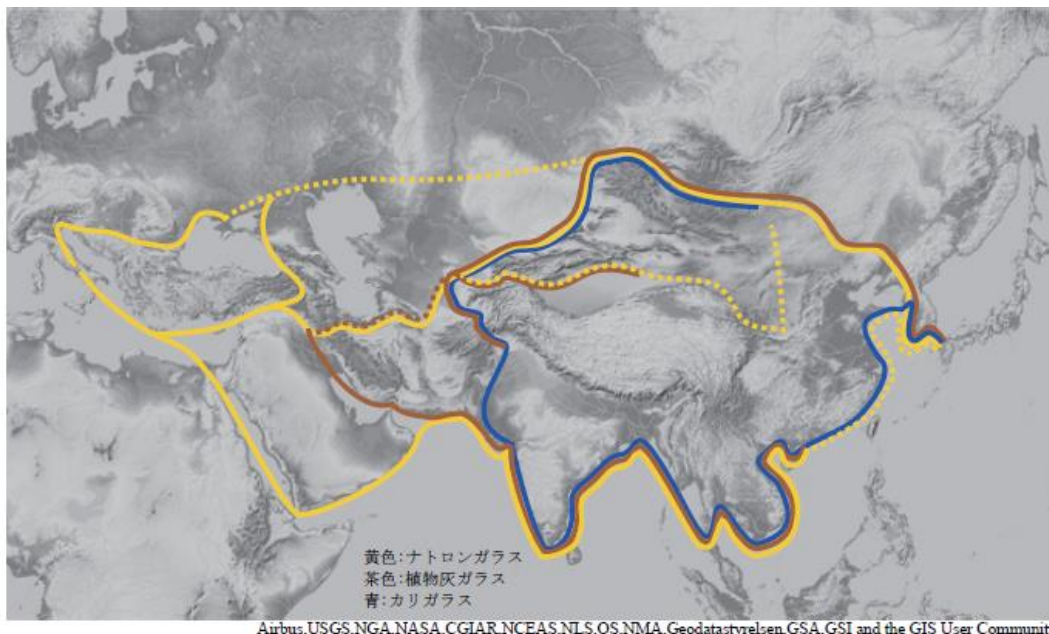 黄色:ナトロンガラス
茶色:植物灰ガラス
青:カリガラス
Airbus,USGS,NGA,NASA,CGIAR,NCEAS,NLS,OS,NMA,Geodatastyrelsen,GSA,GSI and the GIS User Community